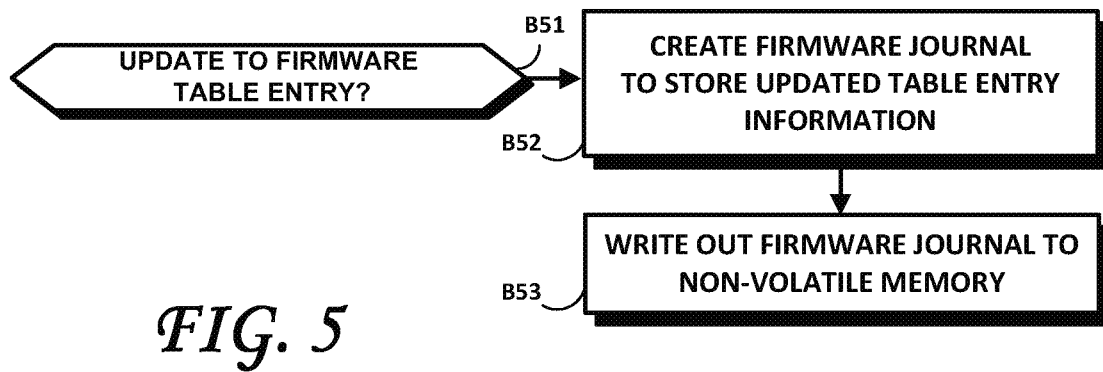 B51
UPDATE TO FIRMWARE
TABLE ENTRY?
CREATE FIRMWARE JOURNAL
TO STORE UPDATED TABLE ENTRY
INFORMATION
B52
WRITE OUT FIRMWARE JOURNAL TO
NON-VOLATILE MEMORY
B53
FIG. 5